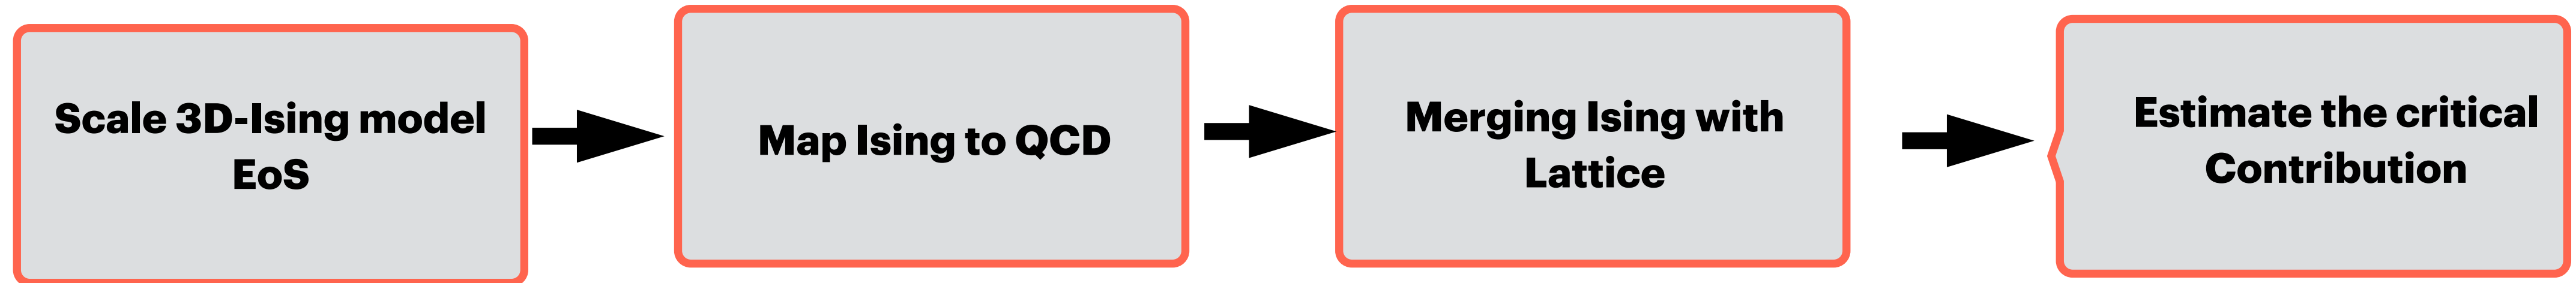 Scale 3D-Ising model
EoS
Map Ising to QCD
Merging Ising with
Lattice
Estimate the critical
Contribution